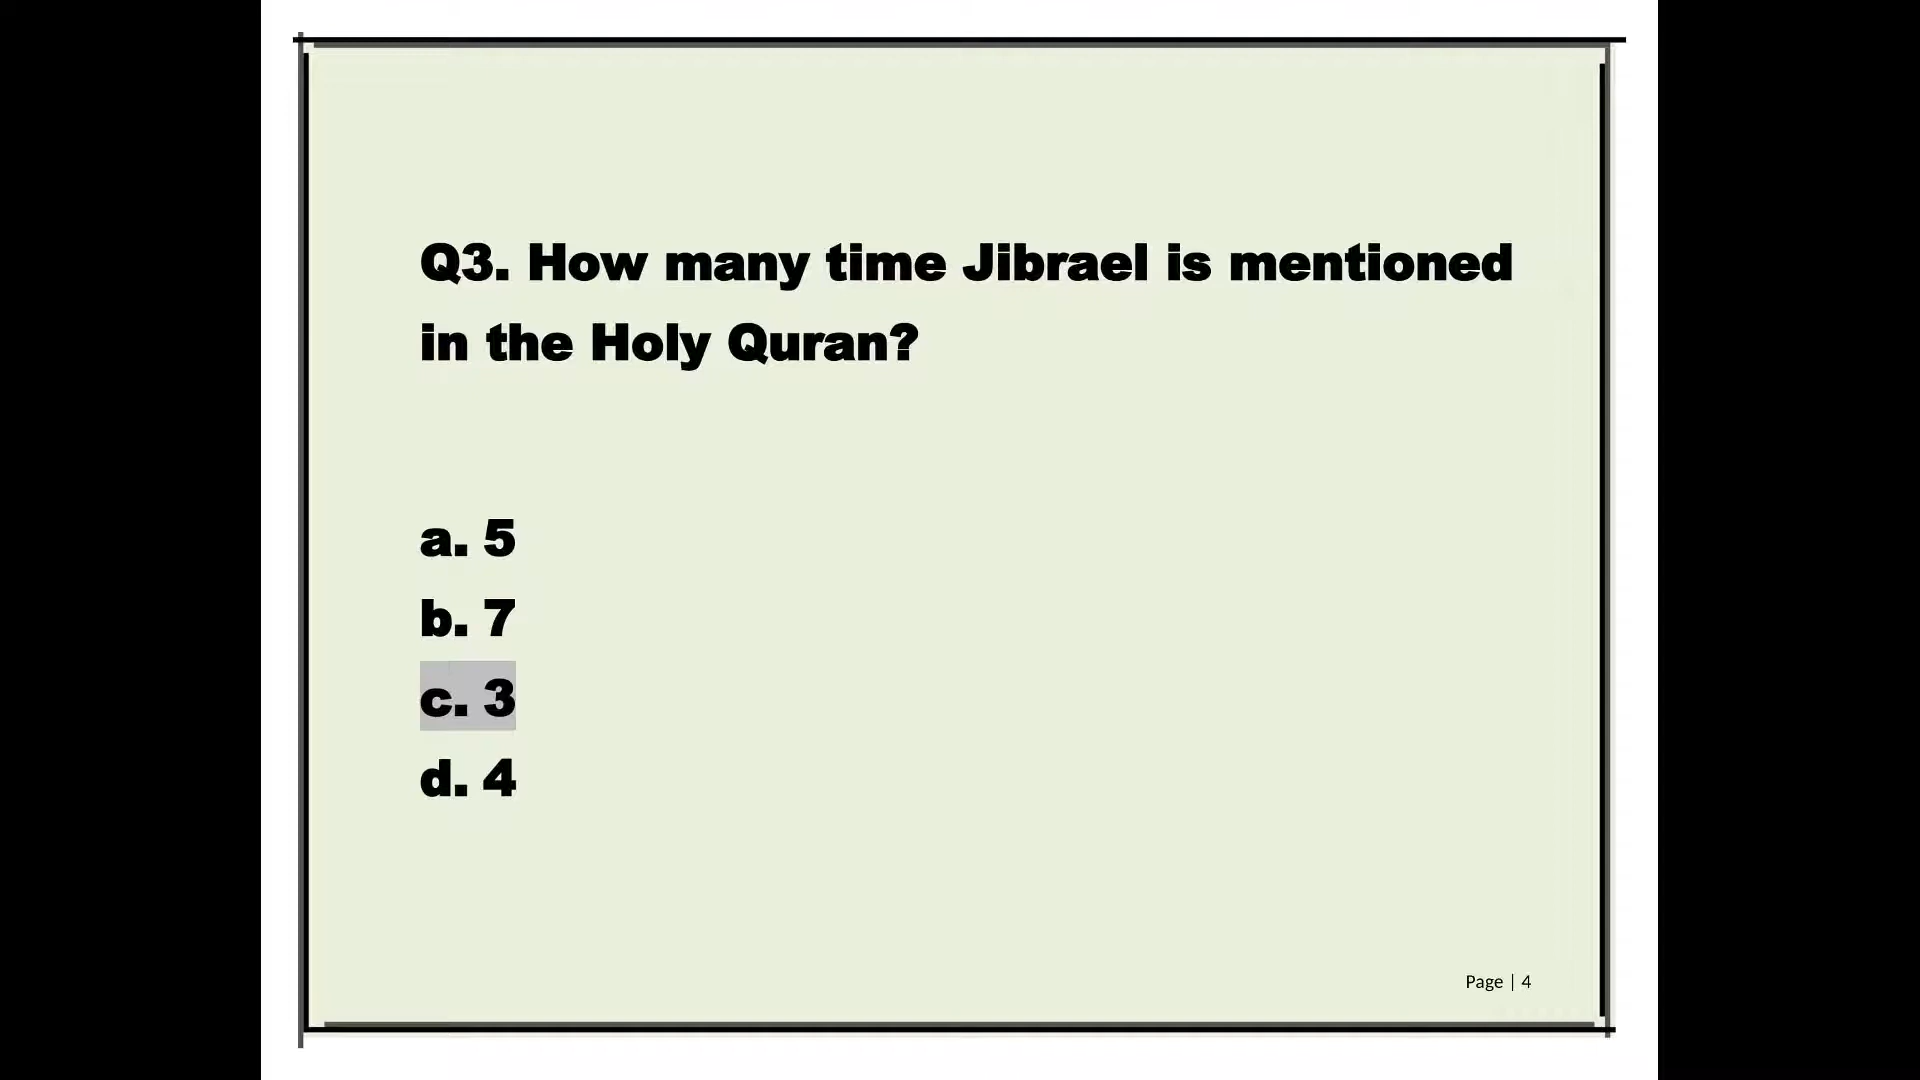 Q3. How many time Jibrael is mentioned
in the Holy Quran?
a. 5
b. 7
c. 3
d. 4
Page | 4